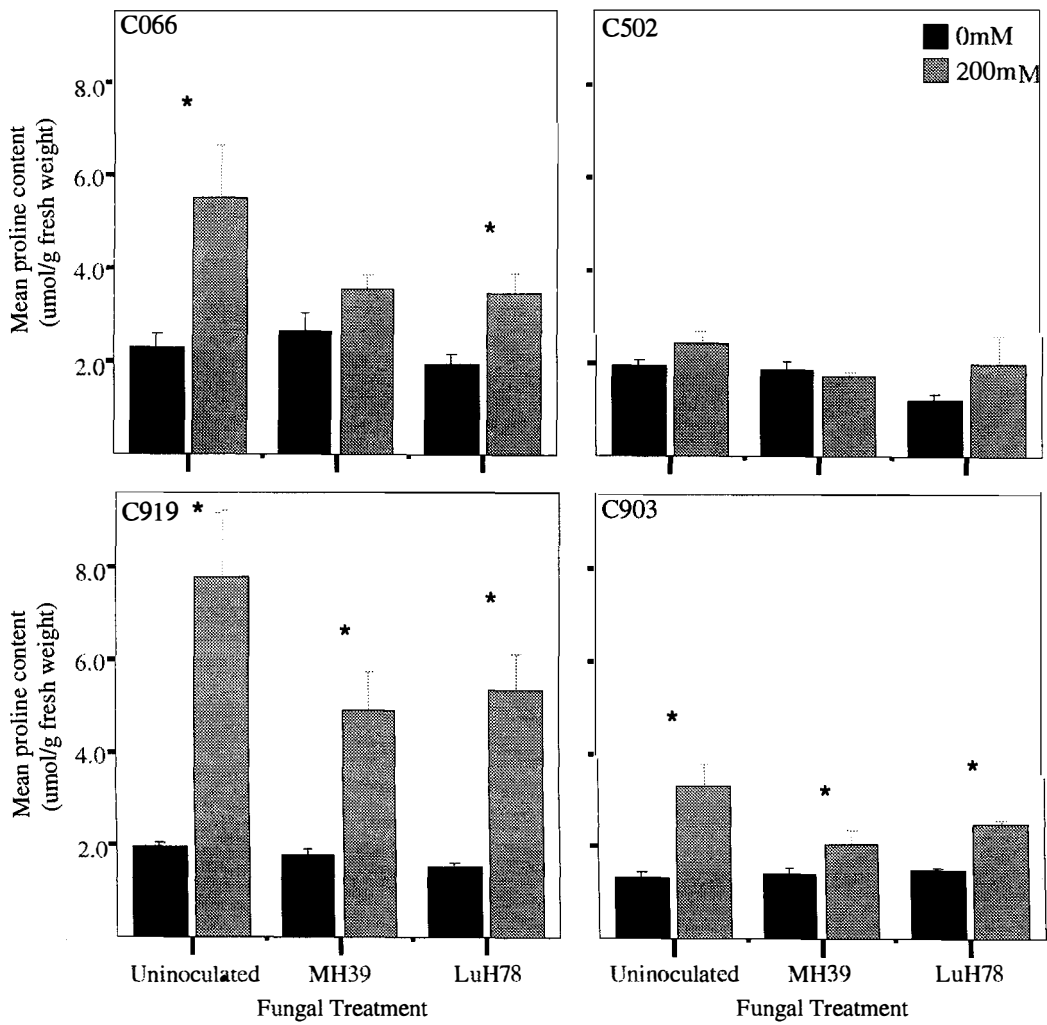 C066
C502
0mM
200mM
8.0
6.0
4.0
2.0
Mean proline content
(umol/g fresh weight)
*
*
C919
C903
8.0
6.0
4.0
2.0
Mean proline content
(umol/g fresh weight)
*
*
*
*
*
*
Uninoculated MH39 LuH78
Uninoculated MH39 LuH78
Fungal Treatment
Fungal Treatment